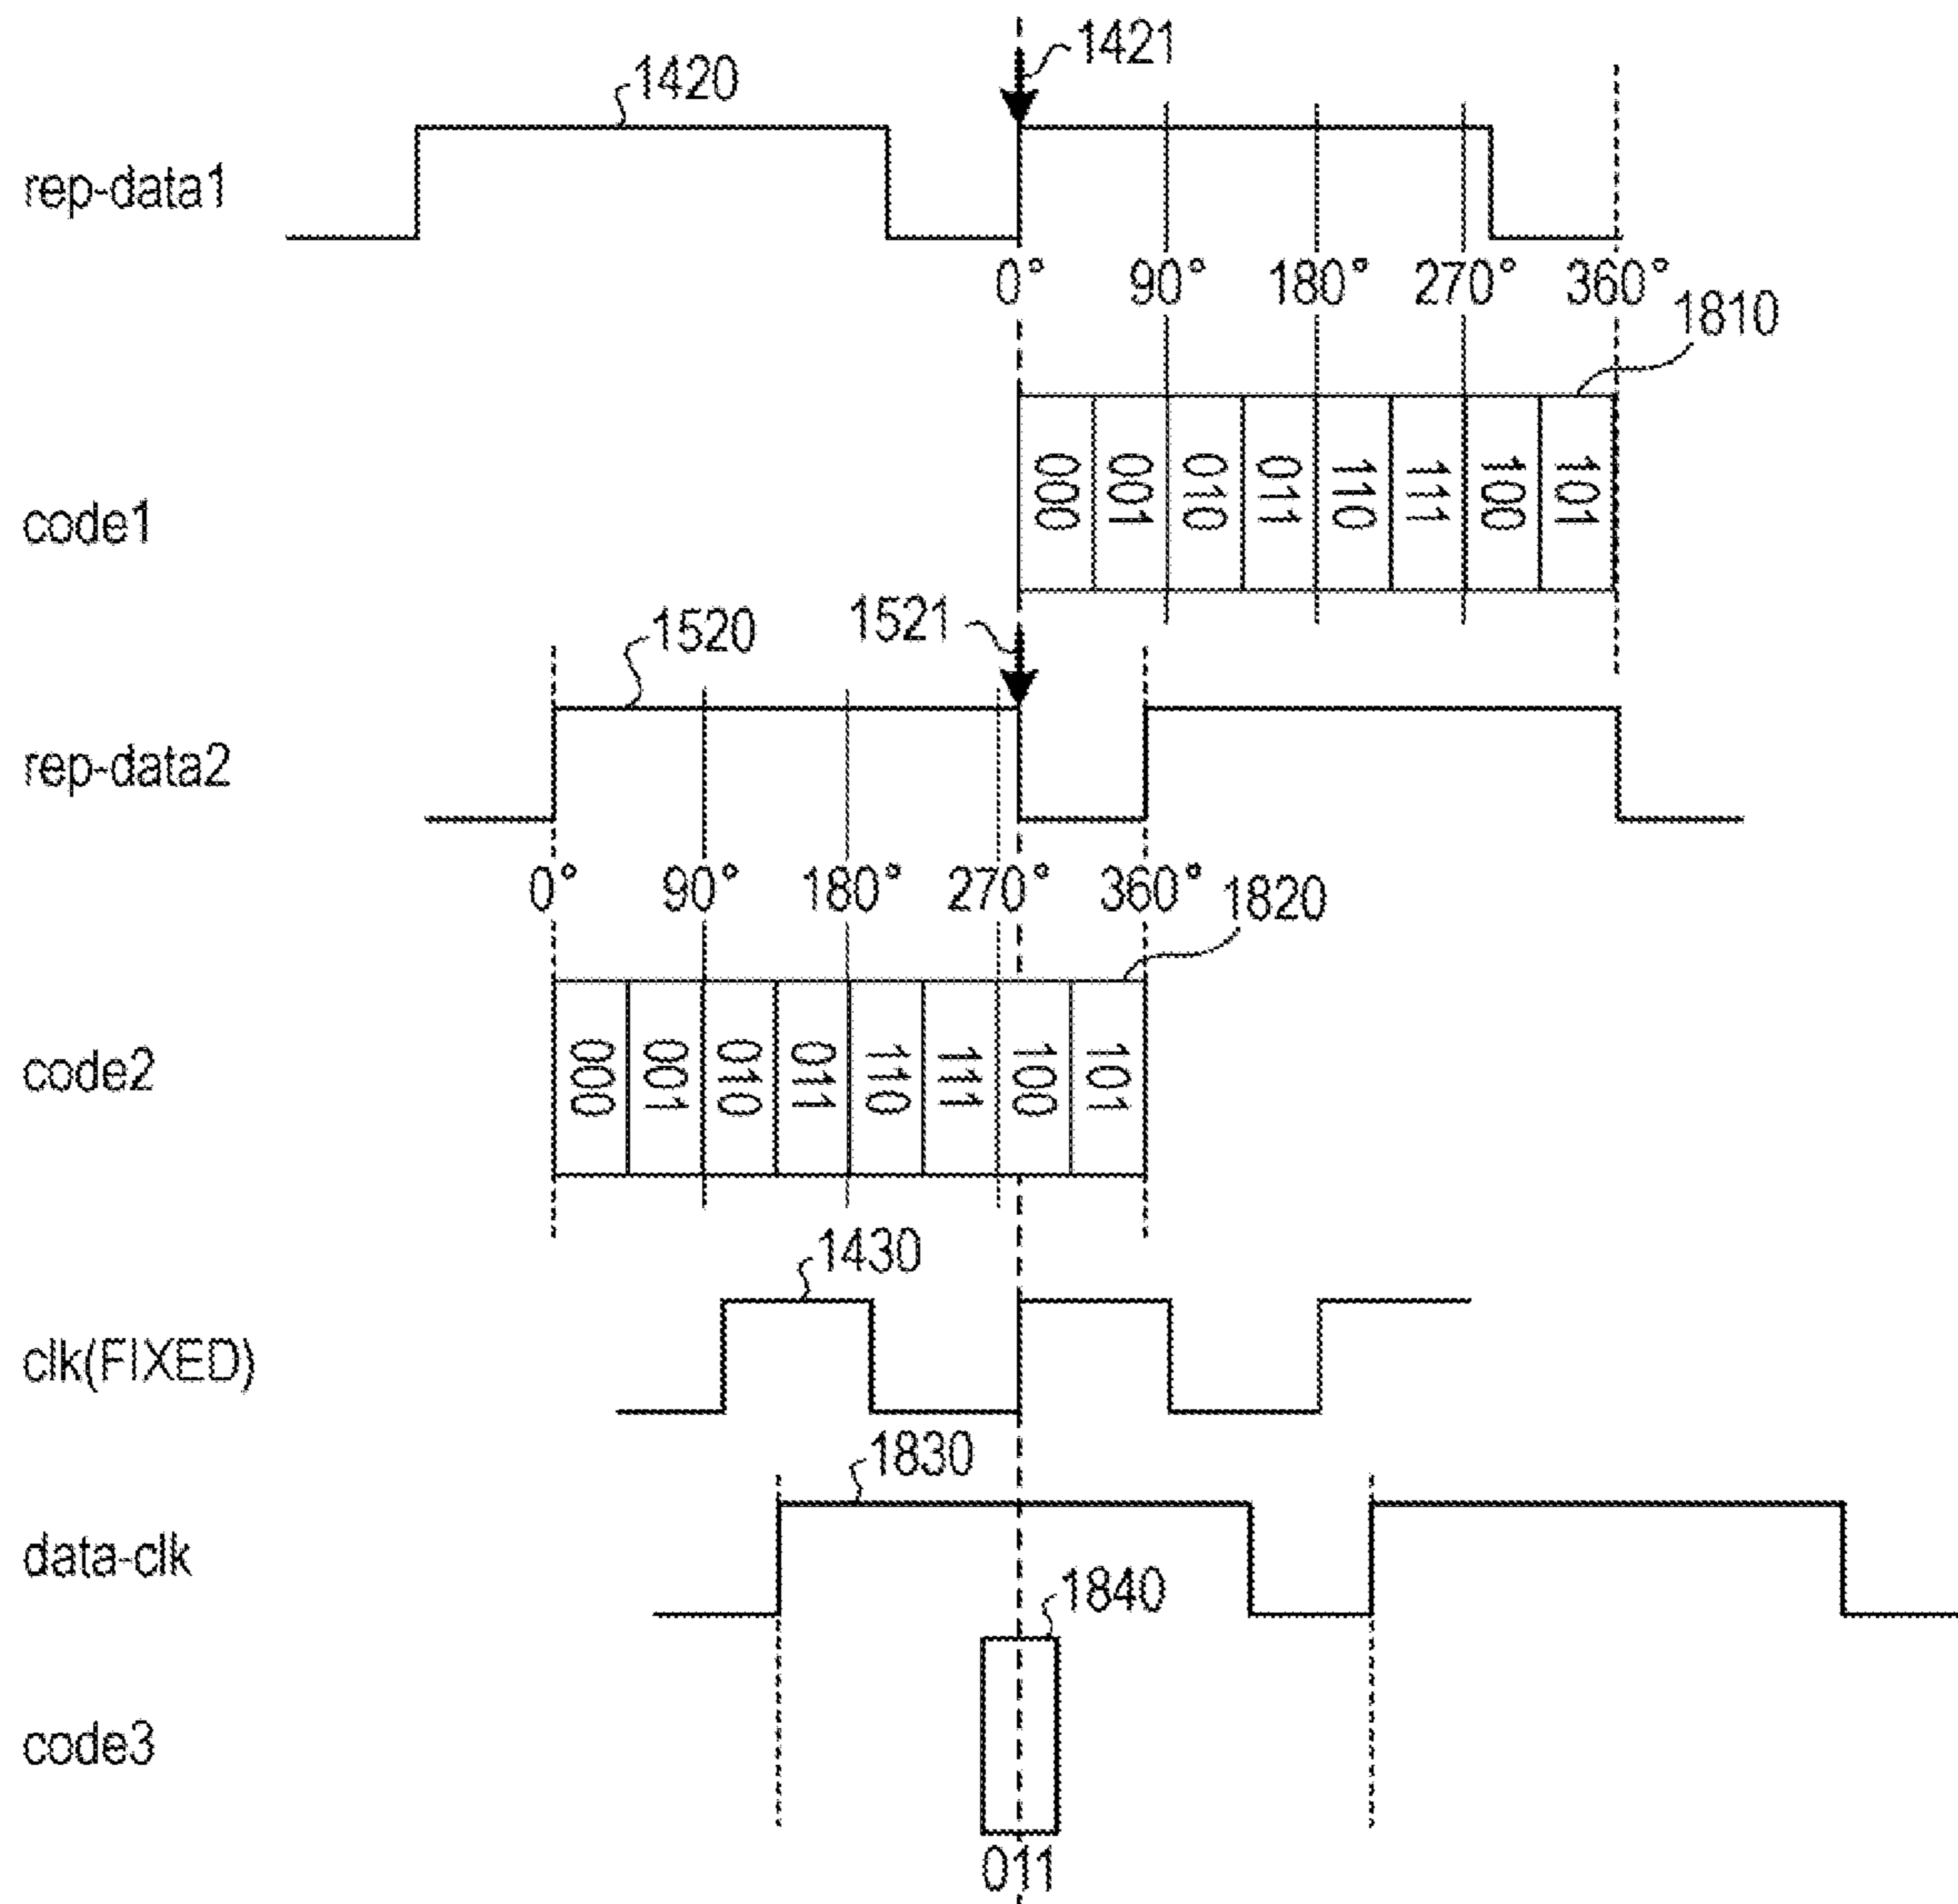 1421
1420
rep-data1
0° 90° 180° 270° 360°
1810
code1
000 001 010 011 110 111 100 101
1520
1521
rep-data2
0° 90° 180° 270° 360°
1820
code2
000 001 010 011 110 111 100 101
1430
clk(FIXED)
1830
data-clk
1840
code3
011